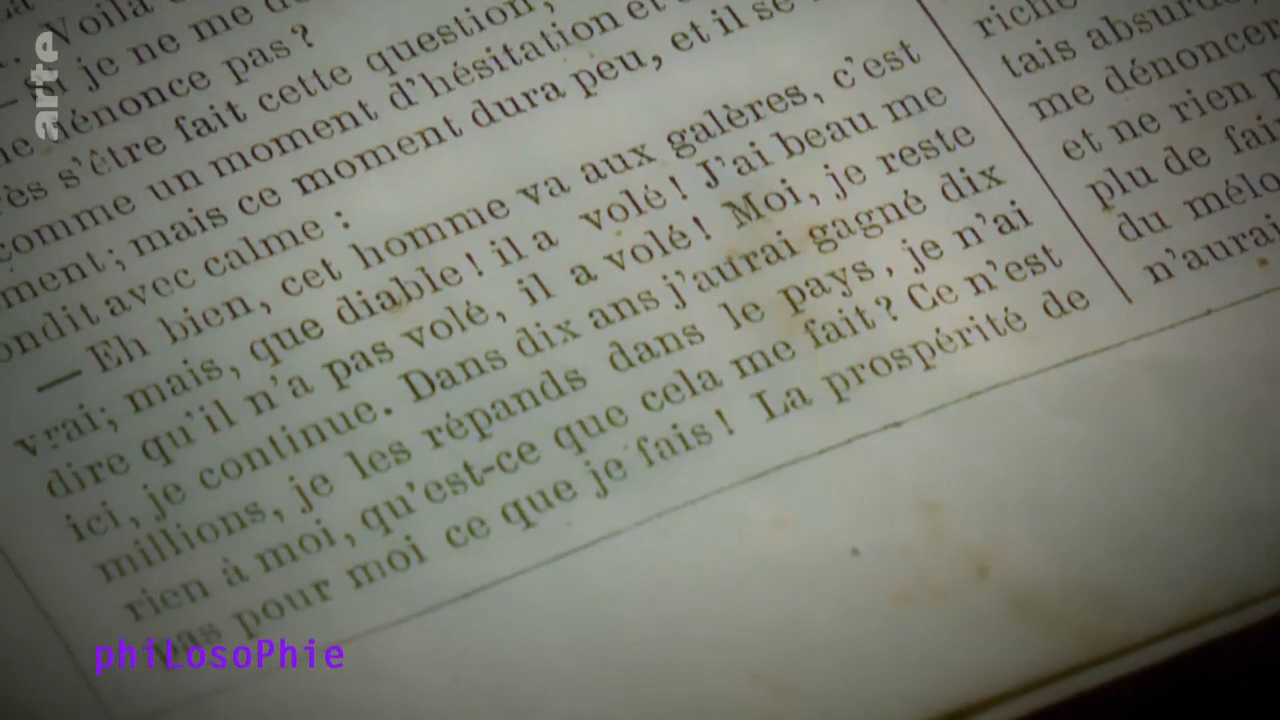 arte
Voilà
si je ne me
dénonce pas?
s'être fait cette question,
comme un moment d'hésitation et
ment; mais ce moment dura peu, et il se
ondit avec calme :
— Eh bien, cet homme va aux galères, c'est
vrai; mais, que diable! il a volé! J'ai beau me
dire qu'il n'a pas volé, il a volé! Moi, je reste
ici, je continue. Dans dix ans j'aurai gagné dix
millions, je les répands dans le pays, je n'ai
rien à moi, qu'est-ce que cela me fait? Ce n'est
pas pour moi ce que je fais! La prospérité de
riche
tais absurde,
me dénoncer
et ne rien
plu de fai
du mélo
n'aurai
phiLosoPhie